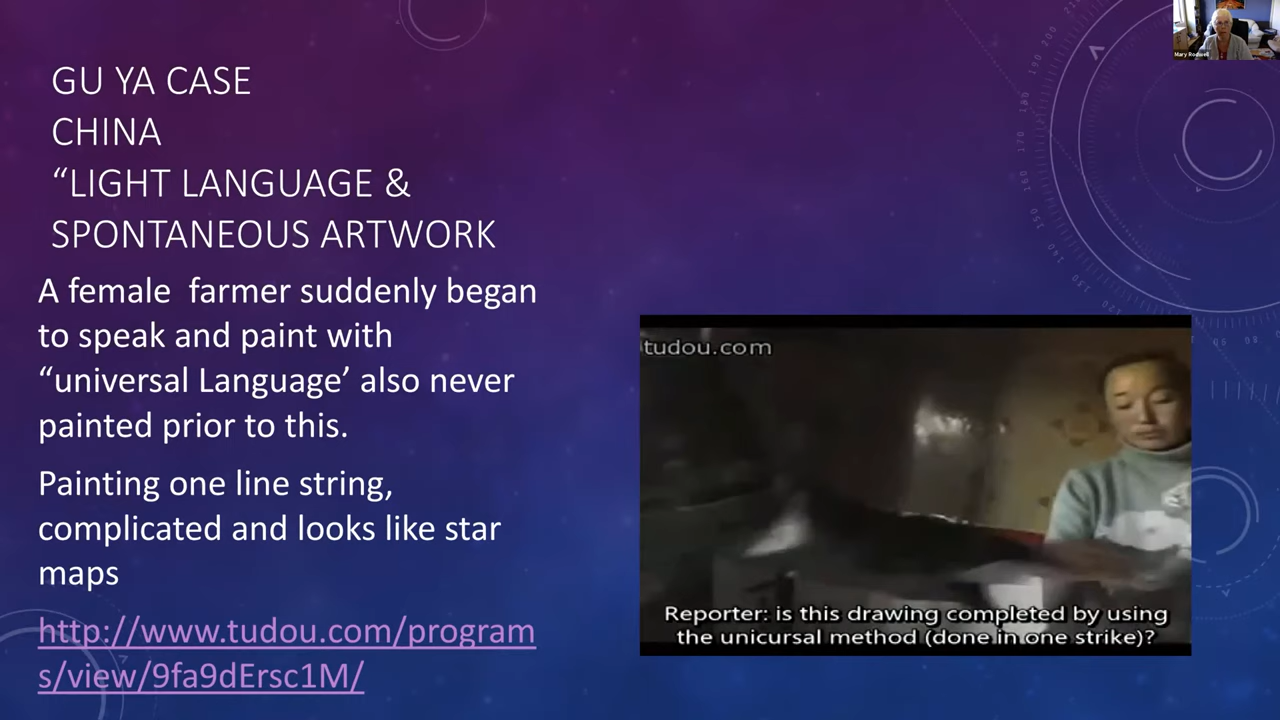 GU YA CASE
CHINA
“LIGHT LANGUAGE &
SPONTANEOUS ARTWORK
A female farmer suddenly began
to speak and paint with
“universal Language’ also never
painted prior to this.
Painting one line string,
complicated and looks like star
maps
http://www.tudou.com/program
s/view/9fa9dErsc1M/
tudou.com
Reporter: is this drawing completed by using
the unicursal method (done in one strike)?
Mary Rodwell